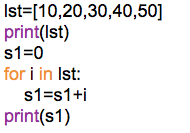 lst=[10,20,30,40,50]
print(lst)
s1=0
for i in lst:
    s1=s1+i
print(s1)